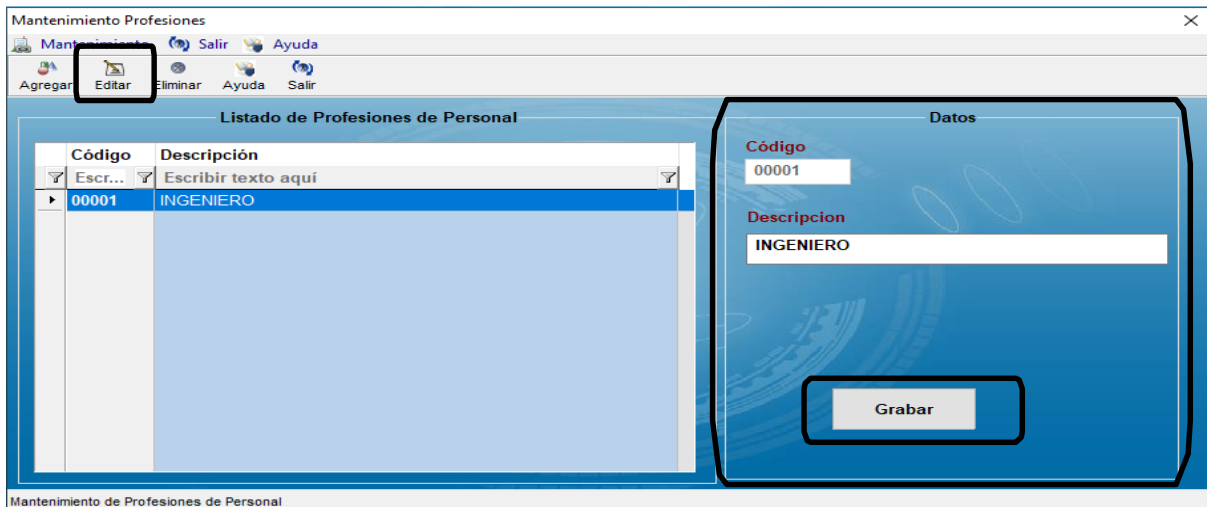 Mantenimiento Profesiones
Mantenimiento Salir Ayuda
Agregar Editar Eliminar Ayuda Salir
Listado de Profesiones de Personal
Código Descripción
Escr... Escribir texto aquí
00001 INGENIERO
Datos
Código
00001
Descripcion
INGENIERO
Grabar
Mantenimiento de Profesiones de Personal